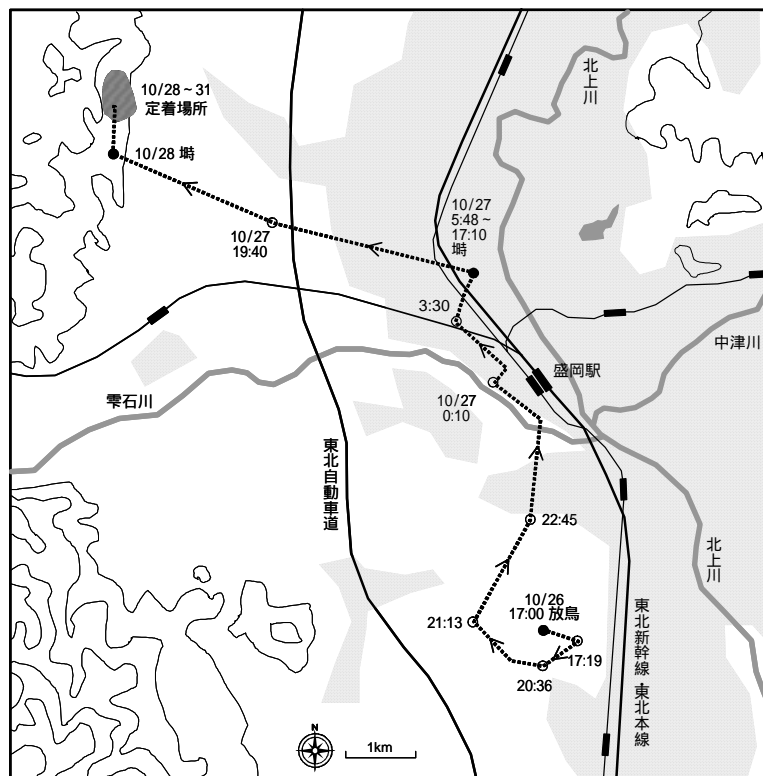 10/28～31
定着場所
10/28 塒
北上川
10/27
5:48～
17:10
塒
10/27
19:40
3:30
中津川
盛岡駅
雫石川
10/27
0:10
東北自動車道
22:45
北上川
10/26
17:00 放鳥
21:13
17:19
20:36
東北新幹線・東北本線
N
1km